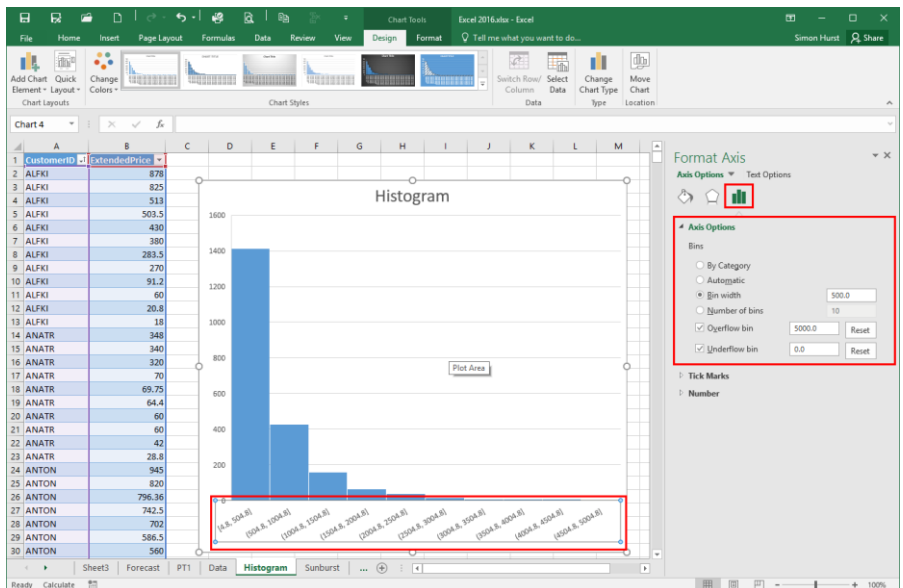 Chart Tools
Excel 2016.xlsx - Excel
File Home Insert Page Layout Formulas Data Review View Design Format Tell me what you want to do... Simon Hurst Share
Add Chart Element Quick Layout Change Colors Switch Row/ Column Select Data Change Chart Type Move Chart
Chart Layouts Chart Styles Data Type Location
Chart 4 fx
A B C D E F G H I J K L M
1 CustomerID ExtendedPrice
2 ALFKI 878
3 ALFKI 825
4 ALFKI 513
5 ALFKI 503.5
6 ALFKI 430
7 ALFKI 380
8 ALFKI 283.5
9 ALFKI 270
10 ALFKI 91.2
11 ALFKI 60
12 ALFKI 20.8
13 ALFKI 18
14 ANATR 348
15 ANATR 340
16 ANATR 320
17 ANATR 70
18 ANATR 69.75
19 ANATR 64.4
20 ANATR 60
21 ANATR 60
22 ANATR 42
23 ANATR 28.8
24 ANTON 945
25 ANTON 820
26 ANTON 796.36
27 ANTON 742.5
28 ANTON 702
29 ANTON 586.5
30 ANTON 560
Histogram
1600
1400
1200
1000
800
600
400
200
0
Plot Area
[4.8, 504.8]
(504.8, 1004.8]
(1004.8, 1504.8]
(1504.8, 2004.8]
(2004.8, 2504.8]
(2504.8, 3004.8]
(3004.8, 3504.8]
(3504.8, 4004.8]
(4004.8, 4504.8]
(4504.8, 5004.8]
Format Axis
Axis Options Text Options
Axis Options
Bins
By Category
Automatic
Bin width 500.0
Number of bins 10
Overflow bin 5000.0 Reset
Underflow bin 0.0 Reset
Tick Marks
Number
Sheet3 Forecast PT1 Data Histogram Sunburst ...
Ready Calculate 100%